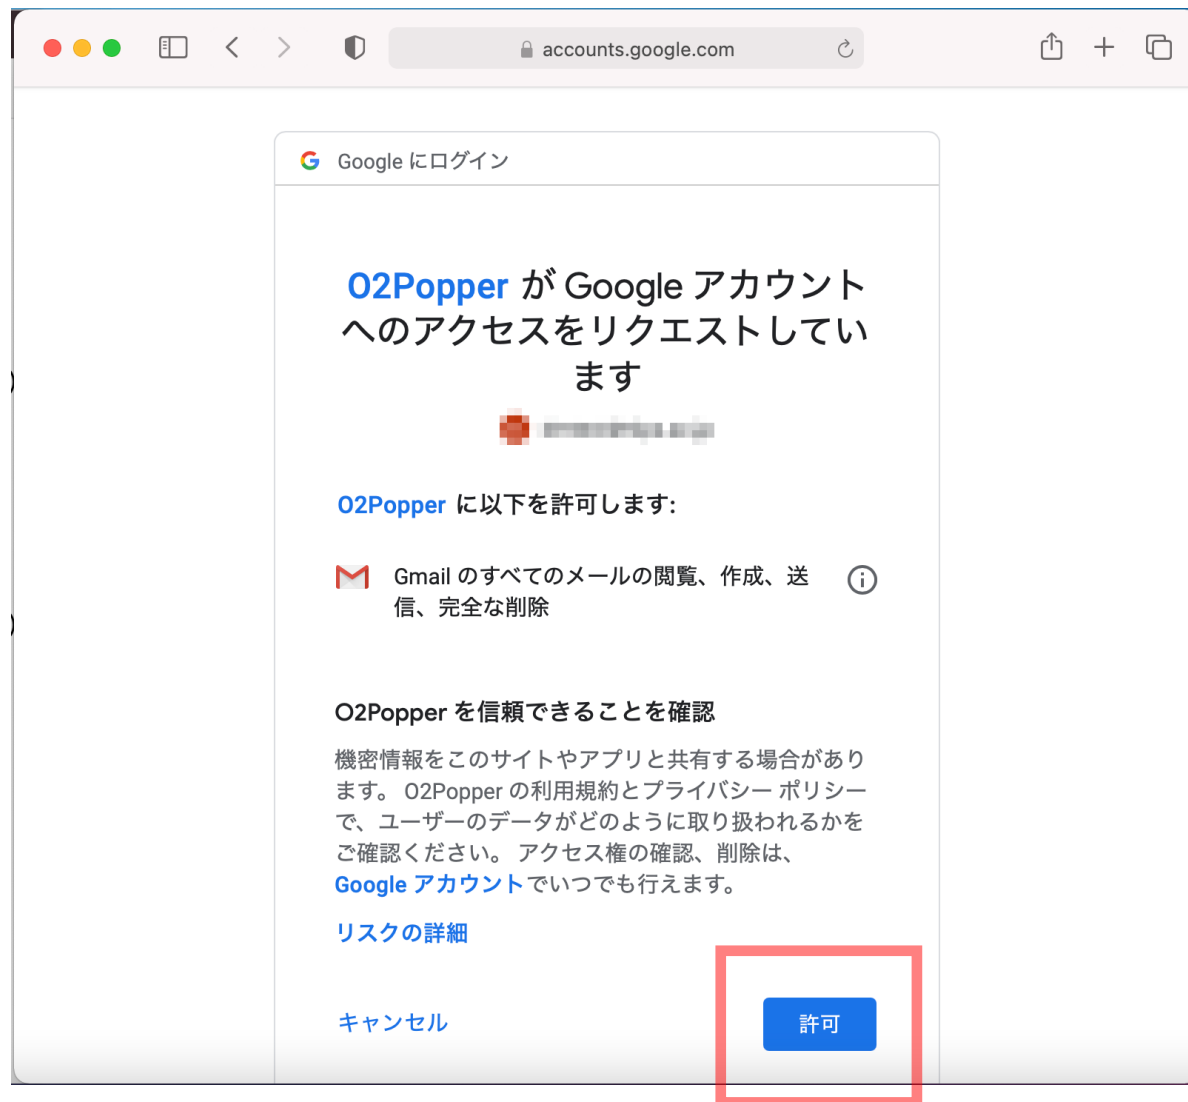 accounts.google.com
Google にログイン
O2Popper が Google アカウント
へのアクセスをリクエストしてい
ます
O2Popper に以下を許可します:
Gmail のすべてのメールの閲覧、作成、送
信、完全な削除
O2Popper を信頼できることを確認
機密情報をこのサイトやアプリと共有する場合があり
ます。 O2Popper の利用規約とプライバシー ポリシー
で、ユーザーのデータがどのように取り扱われるかを
ご確認ください。 アクセス権の確認、削除は、
Google アカウントでいつでも行えます。
リスクの詳細
キャンセル
許可